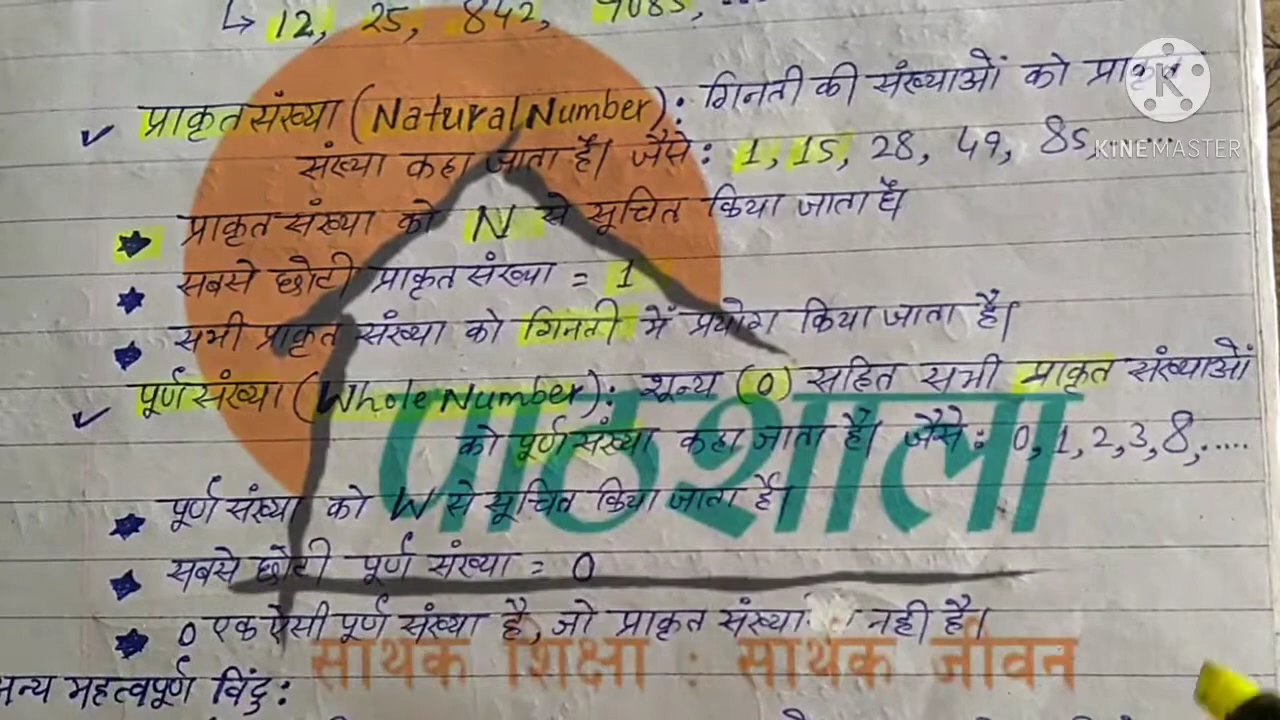 ↳ 12, 25, 842, 9085, ...
✓ प्राकृत संख्या (Natural Number): गिनती की संख्याओं को प्राकृत
संख्या कहा जाता है। जैसे: 1, 15, 28, 49, 85, .....
★ प्राकृत संख्या को N से सूचित किया जाता है।
★ सबसे छोटी प्राकृत संख्या = 1
★ सभी प्राकृत संख्या को गिनती में प्रयोग किया जाता है।
✓ पूर्ण संख्या (Whole Number): शून्य (0) सहित सभी प्राकृत संख्याओं
को पूर्ण संख्या कहा जाता है। जैसे: 0, 1, 2, 3, 8, .....
★ पूर्ण संख्या को W से सूचित किया जाता है।
★ सबसे छोटी पूर्ण संख्या = 0
★ 0 एक ऐसी पूर्ण संख्या है, जो प्राकृत संख्या नहीं है।
अन्य महत्वपूर्ण बिंदु:
K
KINEMASTER
पाठशाला
सार्थक शिक्षा : सार्थक जीवन